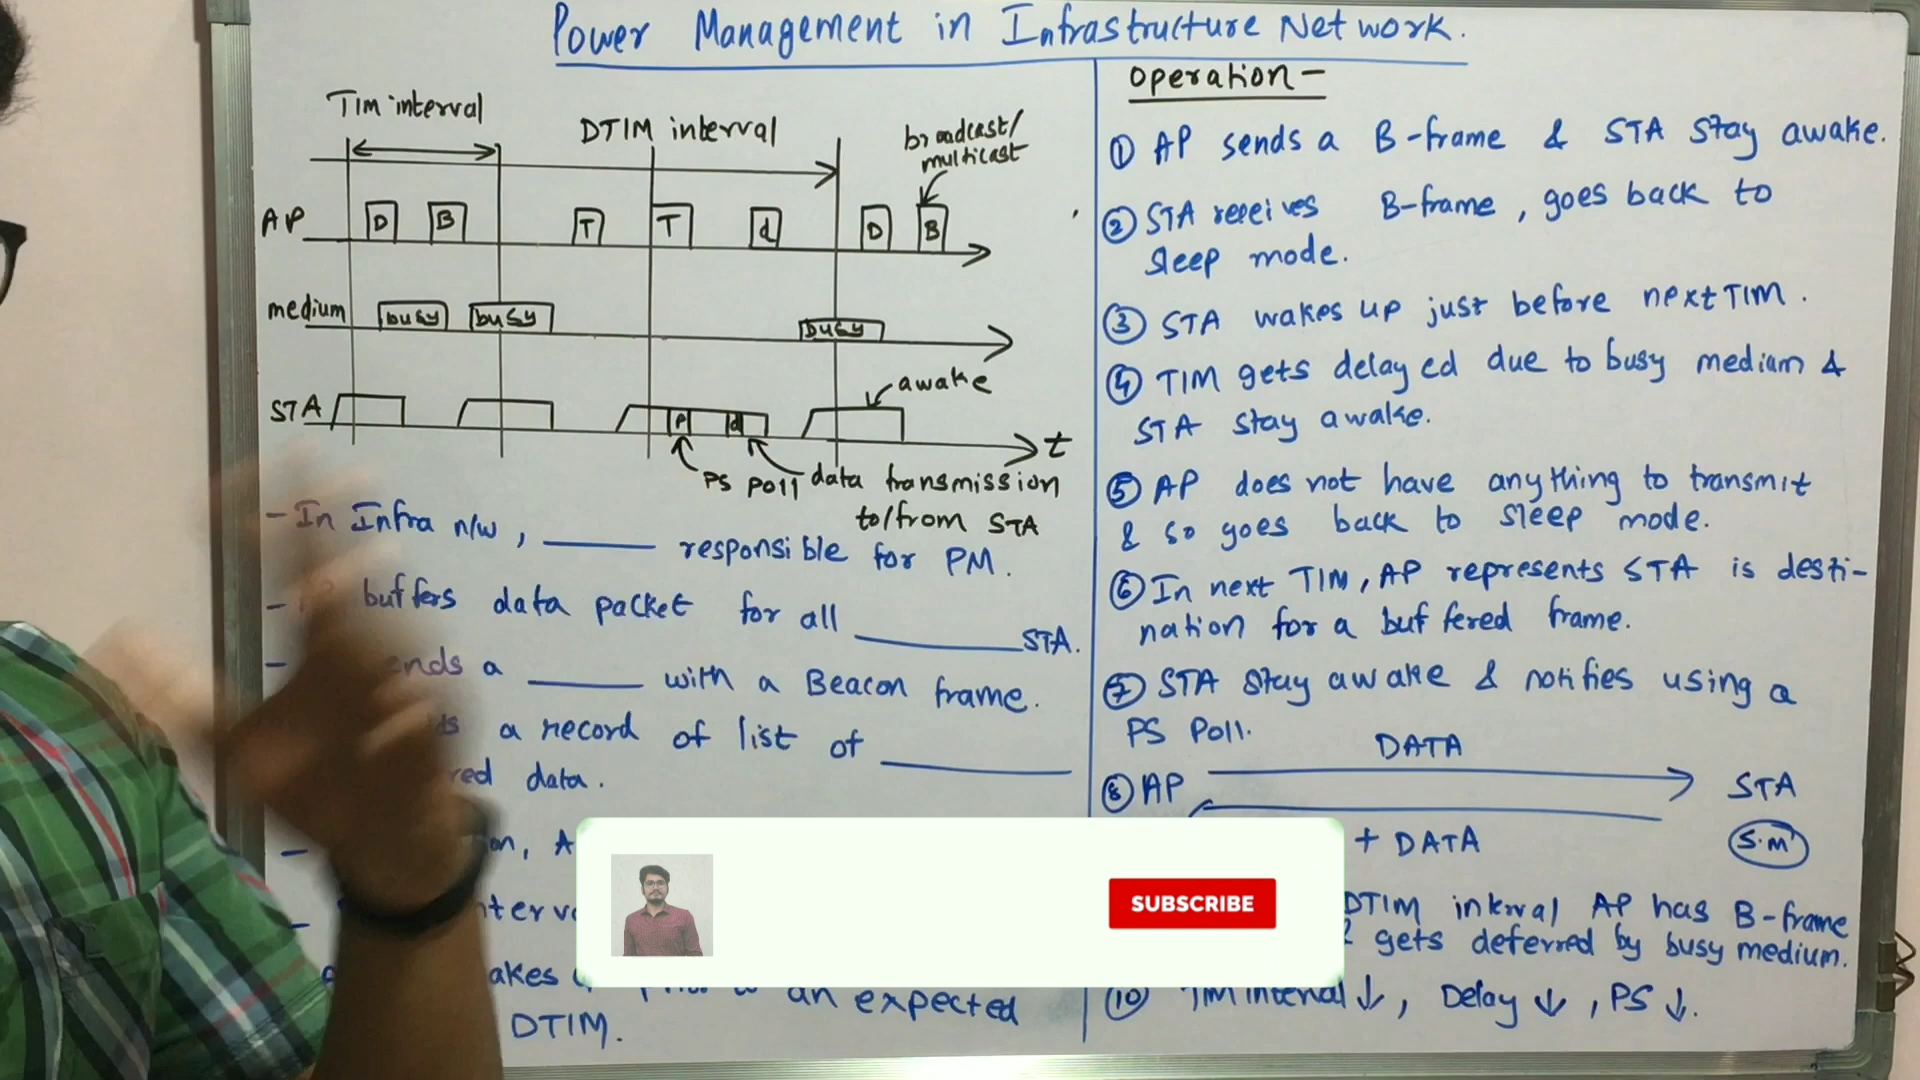 Power Management in Infrastructure Network.
TIM interval
DTIM interval
broadcast/
multicast
AP
D
B
T
T
d
D
B
medium
busy
busy
busy
awake
STA
P
d
t
PS Poll
data transmission
to/from STA
- In Infra n/w, ______ responsible for PM.
- buffers data packet for all ______ STA.
- ends a ______ with a Beacon frame.
a record of list of ______
data.
-
-
an expected
DTIM.
operation -
① AP sends a B-frame & STA stay awake.
② STA receives B-frame, goes back to
sleep mode.
③ STA wakes up just before next TIM.
④ TIM gets delayed due to busy medium &
STA stay awake.
⑤ AP does not have anything to transmit
& so goes back to sleep mode.
⑥ In next TIM, AP represents STA is desti-
nation for a buffered frame.
⑦ STA stay awake & notifies using a
PS Poll.
DATA
⑧ AP STA
+ DATA
S.M
DTIM interval AP has B-frame
gets deferred by busy medium.
⑩ TIM interval ↓, Delay ↓, PS ↓.
SUBSCRIBE